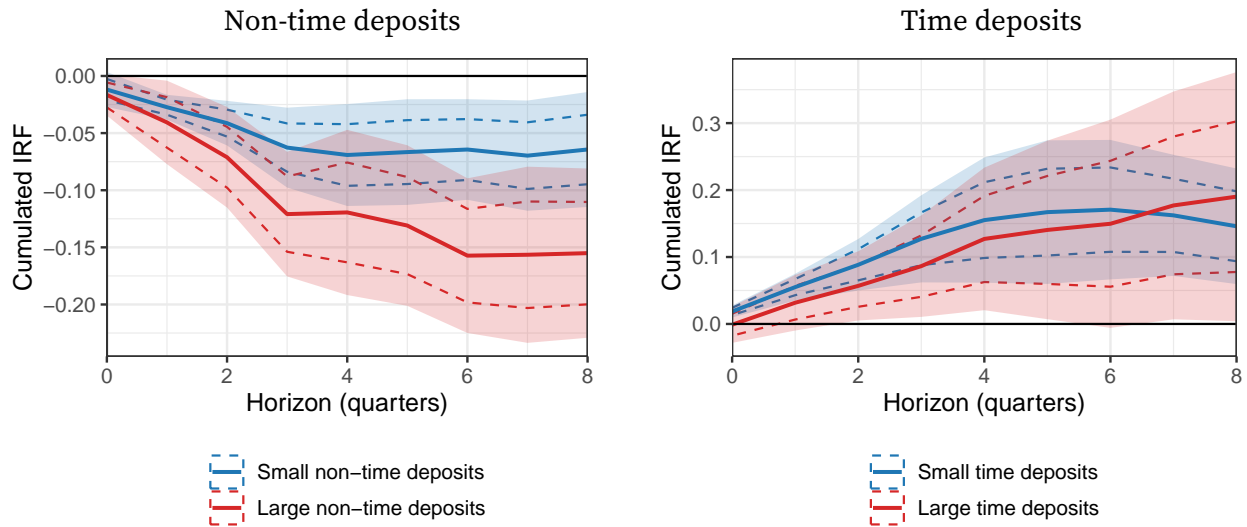 Non-time deposits
Time deposits
Cumulated IRF
0.00
−0.05
−0.10
−0.15
−0.20
0 2 4 6 8
Horizon (quarters)
Small non−time deposits
Large non−time deposits
Cumulated IRF
0.3
0.2
0.1
0.0
0 2 4 6 8
Horizon (quarters)
Small time deposits
Large time deposits